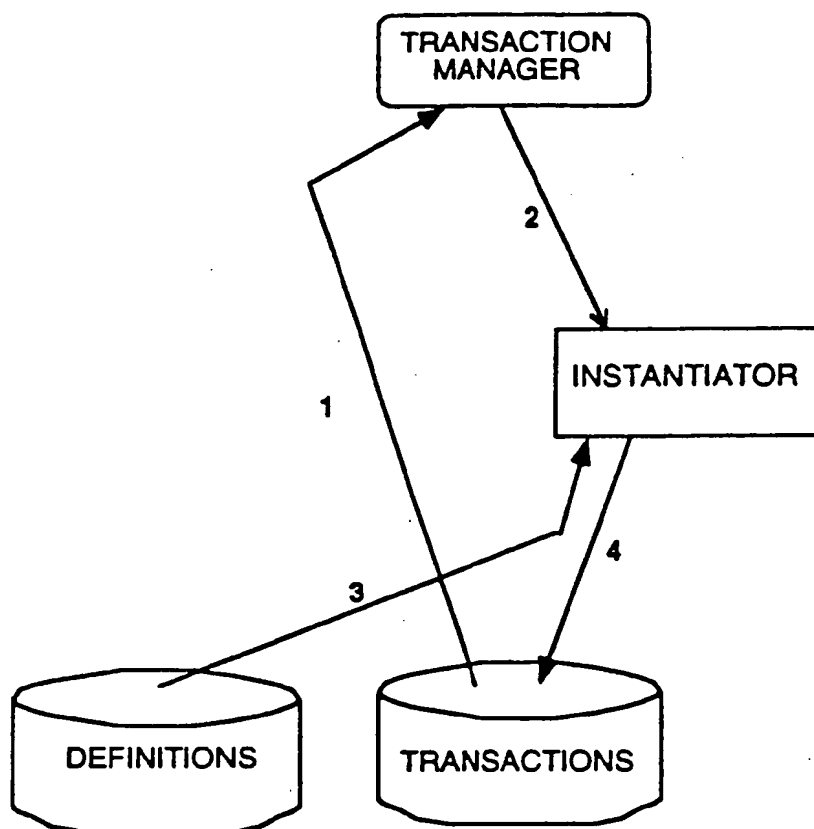 TRANSACTION
MANAGER
2
INSTANTIATOR
1
4
3
DEFINITIONS
TRANSACTIONS